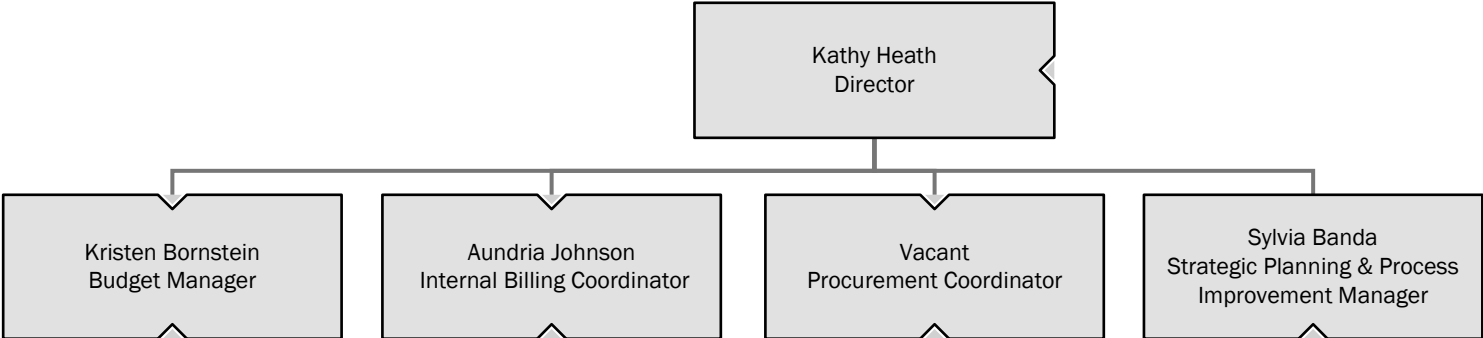 Kathy Heath
Director
Kristen Bornstein
Budget Manager
Aundria Johnson
Internal Billing Coordinator
Vacant
Procurement Coordinator
Sylvia Banda
Strategic Planning & Process
Improvement Manager